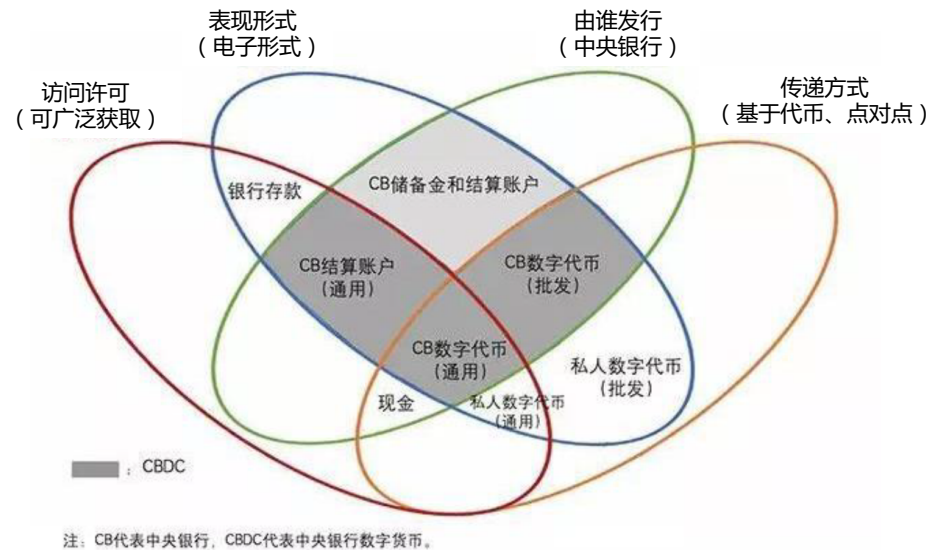 表现形式
（电子形式）
由谁发行
（中央银行）
访问许可
（可广泛获取）
传递方式
（基于代币、点对点）
银行存款
CB储备金和结算账户
CB结算账户
(通用)
CB数字代币
(批发)
CB数字代币
(通用)
私人数字代币
(批发)
现金
私人数字代币
(通用)
：CBDC
注：CB代表中央银行，CBDC代表中央银行数字货币。